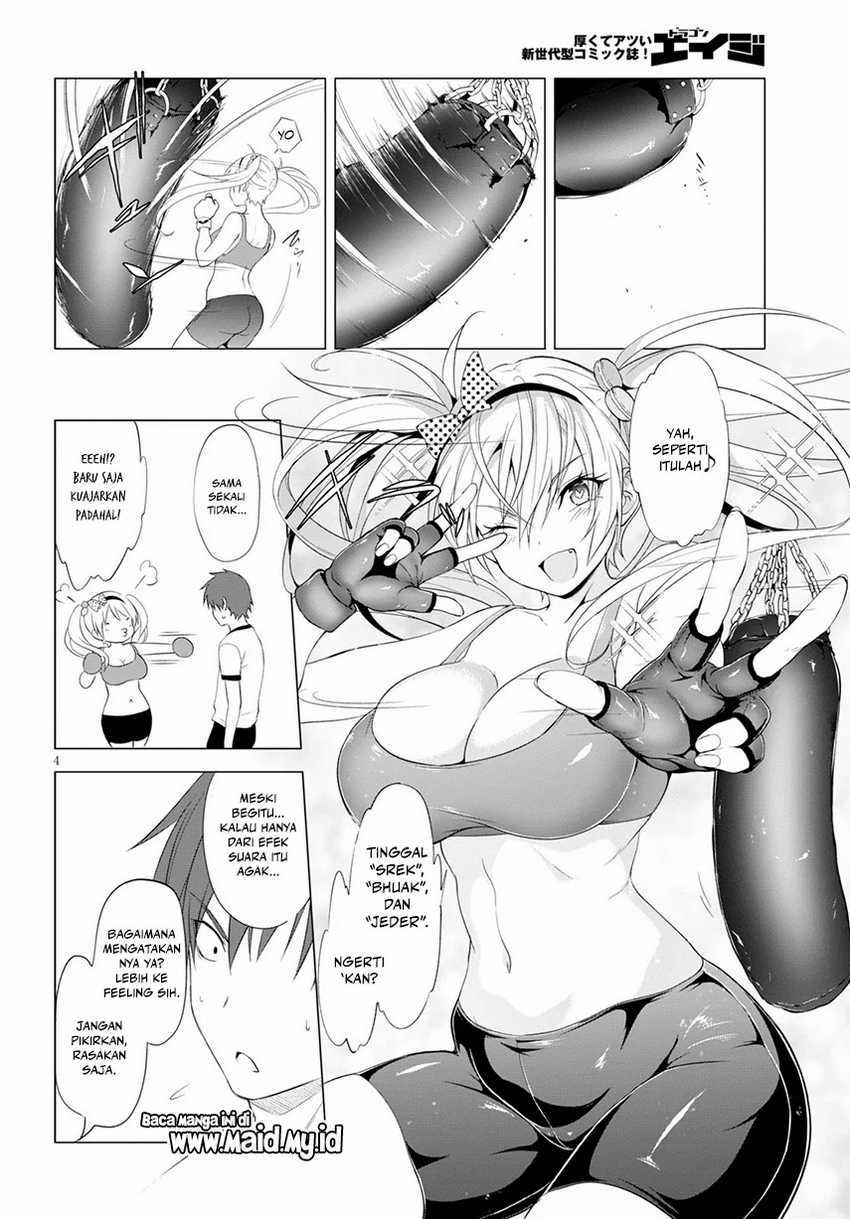 厚くてアツい
新世代型コミック誌！
ドラゴン
エイジ
YO
YAH,
SEPERTI
ITULAH♪
TINGGAL
"SREK",
"BHUAK",
DAN
"JEDER".
NGERTI
'KAN?
SAMA
SEKALI
TIDAK...
EEEH!?
BARU SAJA
KUAJARKAN
PADAHAL!
4
MESKI
BEGITU...
KALAU HANYA
DARI EFEK
SUARA ITU
AGAK...
BAGAIMANA
MENGATAKAN
NYA YA?
LEBIH KE
FEELING SIH.
JANGAN
PIKIRKAN,
RASAKAN
SAJA.
Baca Manga ini di
www.Maid.my.id